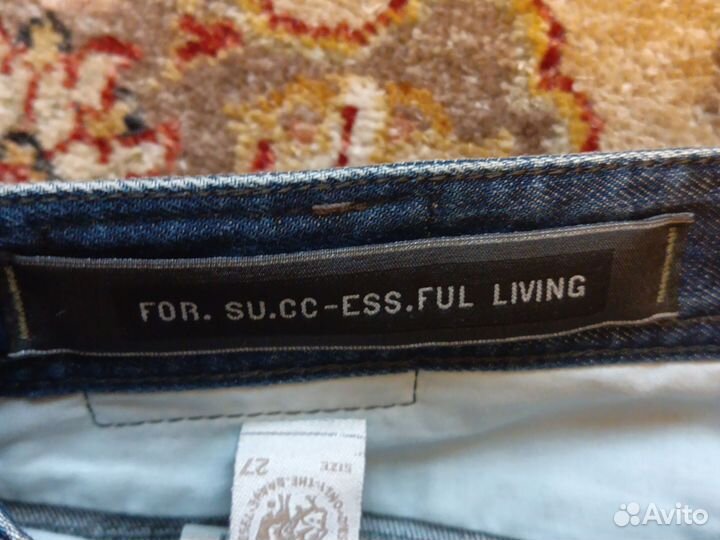 FOR. SU.CC-ESS.FUL LIVING
SIZE
27
Avito